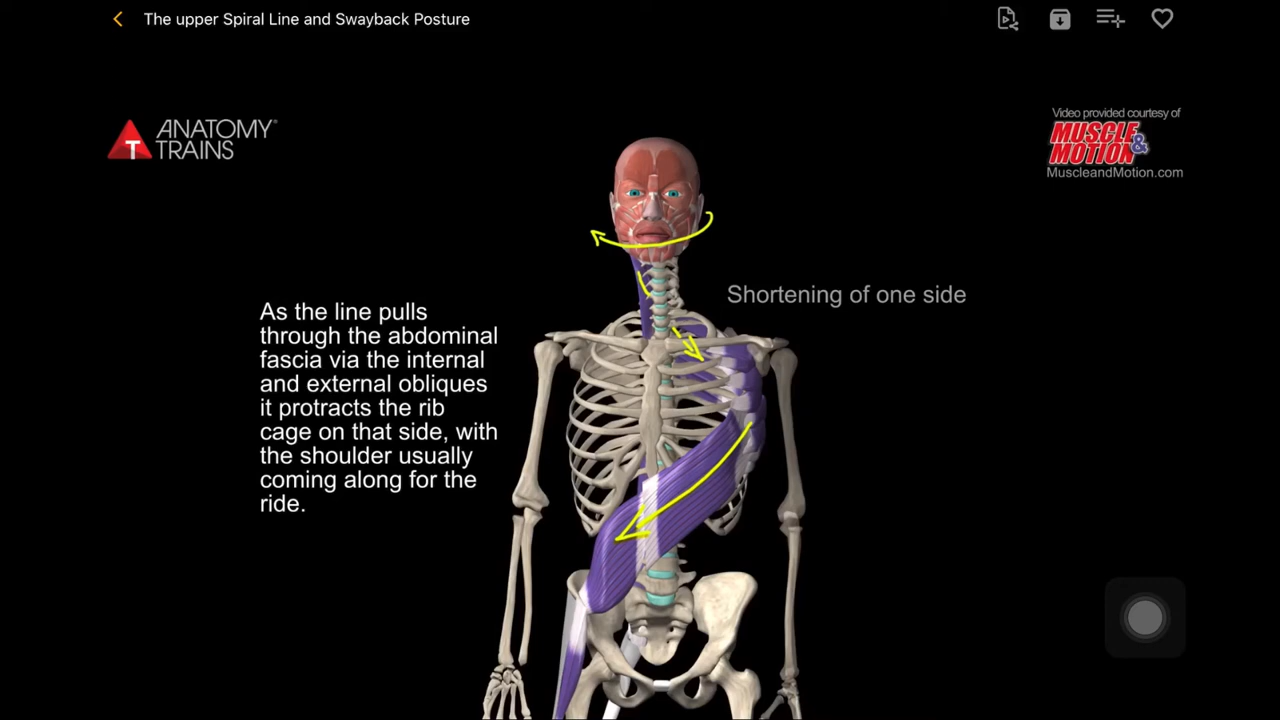 The upper Spiral Line and Swayback Posture
ANATOMY
TRAINS
T
Video provided courtesy of
MUSCLE
& MOTION
MuscleandMotion.com
Shortening of one side
As the line pulls
through the abdominal
fascia via the internal
and external obliques
it protracts the rib
cage on that side, with
the shoulder usually
coming along for the
ride.